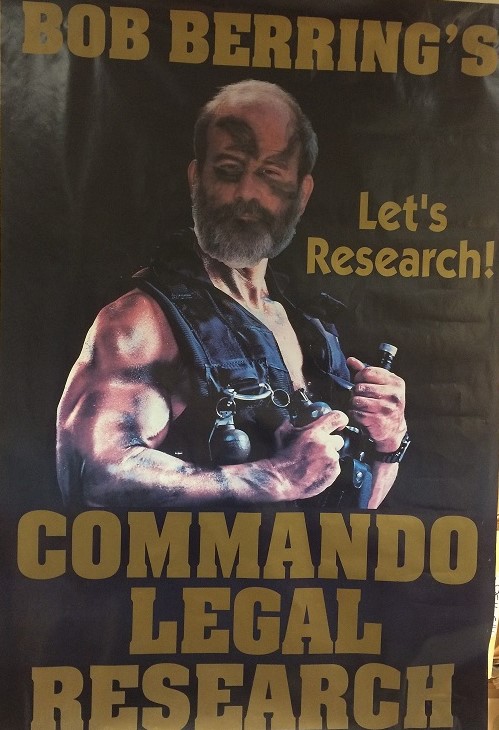 BOB BERRING'S
Let's
Research!
COMMANDO
LEGAL
RESEARCH